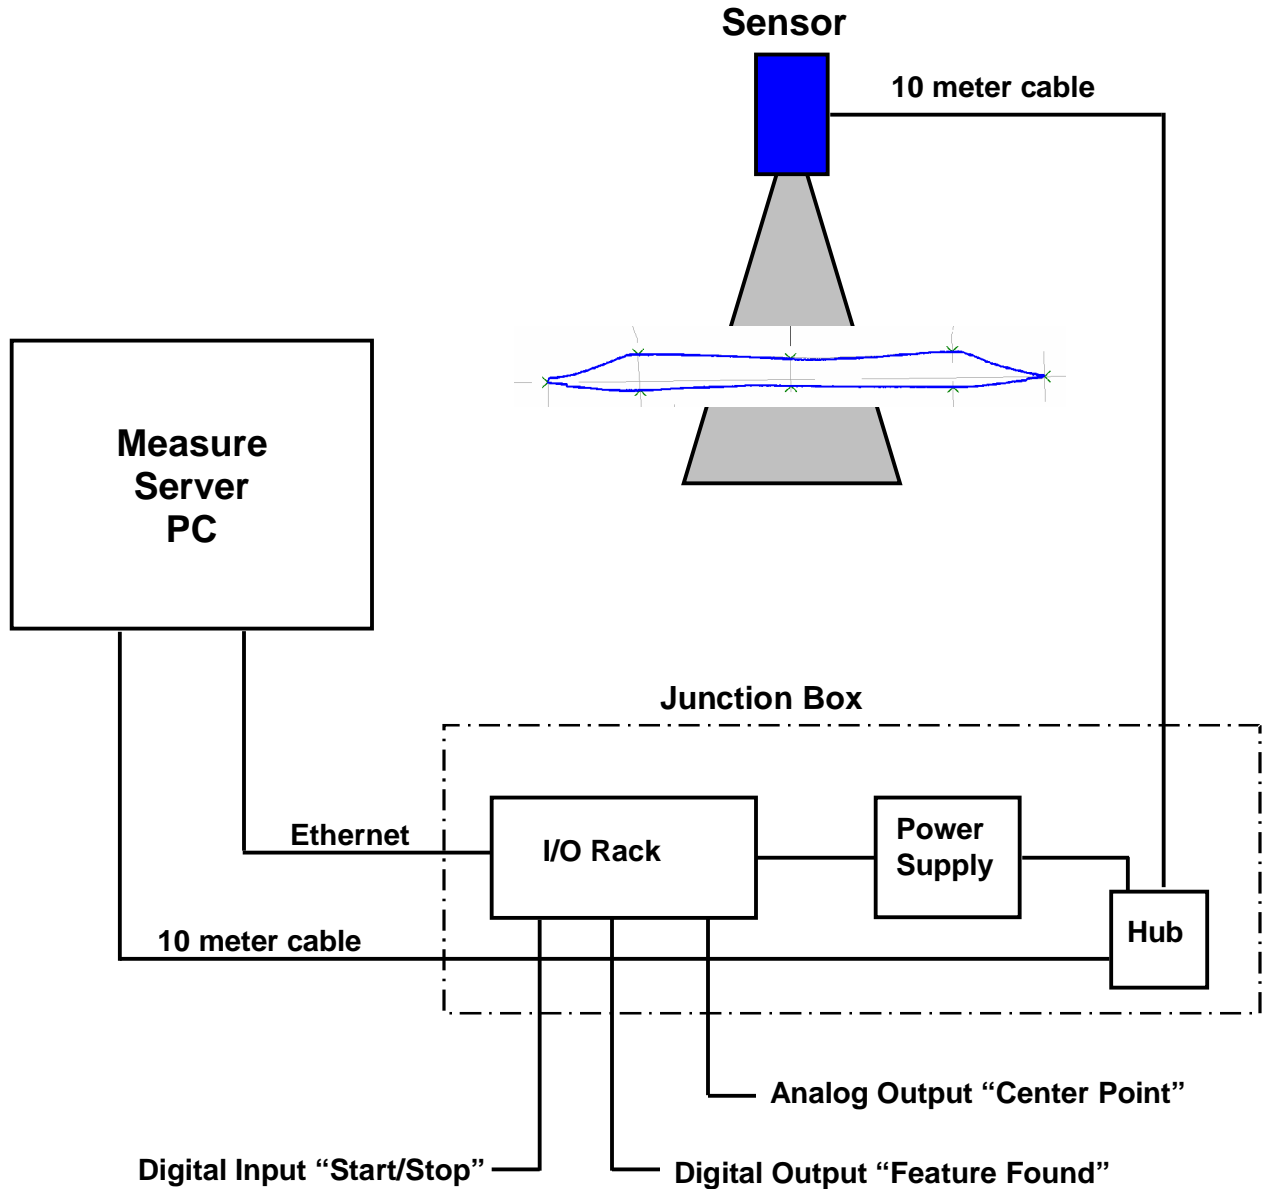 Sensor
10 meter cable
Measure
Server
PC
Junction Box
Ethernet
I/O Rack
Power
Supply
Hub
10 meter cable
Analog Output “Center Point”
Digital Input “Start/Stop”
Digital Output “Feature Found”